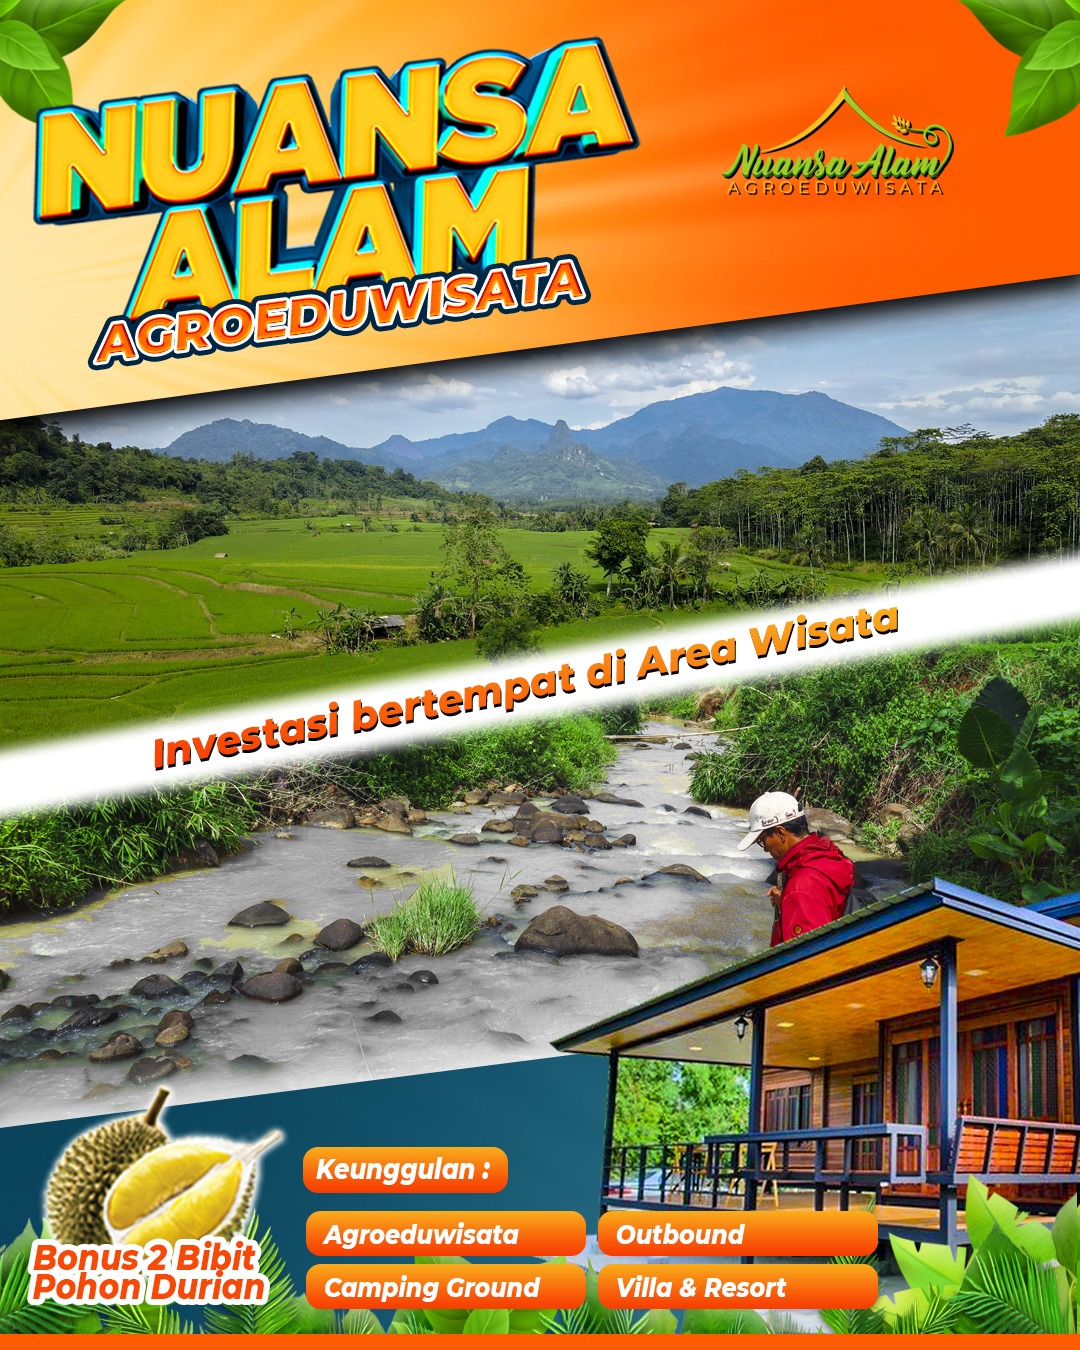 NUANSA
ALAM
AGROEDUWISATA
Nuansa Alam
AGROEDUWISATA
Investasi bertempat di Area Wisata
Keunggulan :
Agroeduwisata
Outbound
Camping Ground
Villa & Resort
Bonus 2 Bibit
Pohon Durian